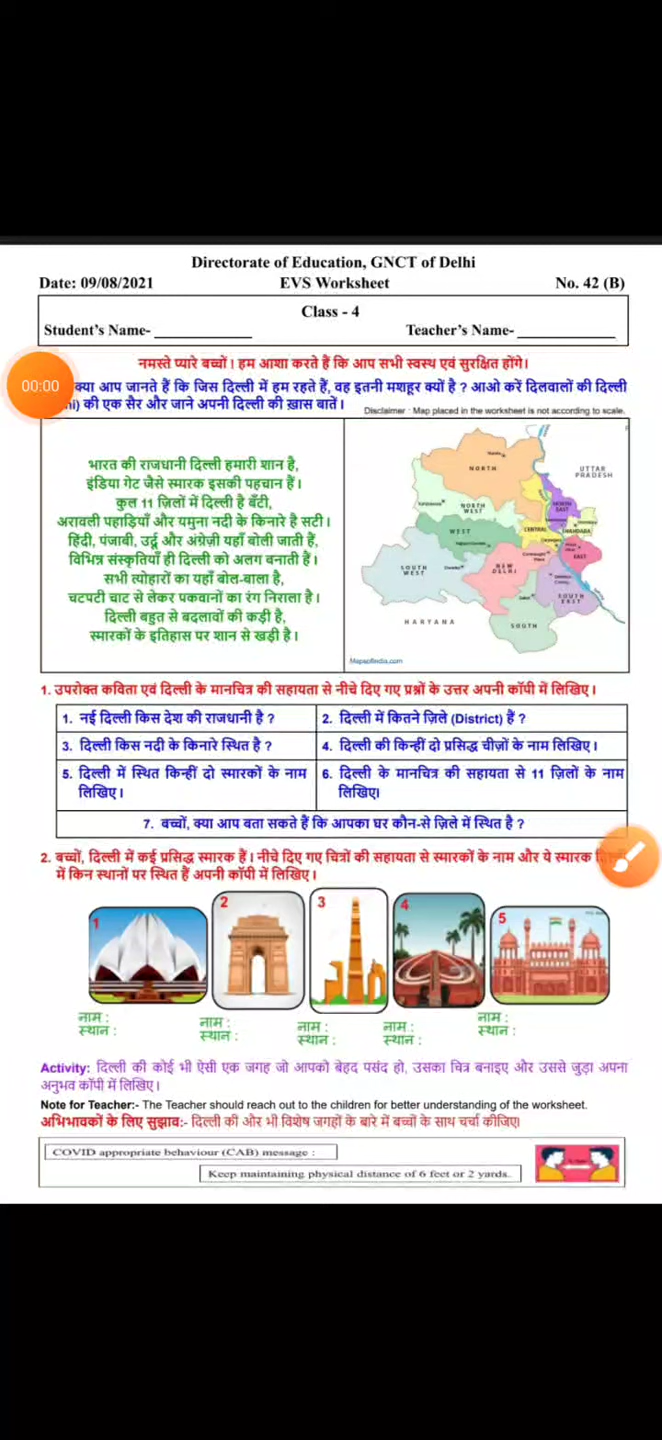 Directorate of Education, GNCT of Delhi
Date: 09/08/2021 EVS Worksheet No. 42 (B)
Class - 4
Student's Name- Teacher's Name-
नमस्ते प्यारे बच्चों ! हम आशा करते हैं कि आप सभी स्वस्थ एवं सुरक्षित होंगे।
00:00
क्या आप जानते हैं कि जिस दिल्ली में हम रहते हैं, वह इतनी मशहूर क्यों है ? आओ करें दिलवालों की दिल्ली
की एक सैर और जाने अपनी दिल्ली की ख़ास बातें।
Disclaimer : Map placed in the worksheet is not according to scale.
भारत की राजधानी दिल्ली हमारी शान है,
इंडिया गेट जैसे स्मारक इसकी पहचान हैं।
कुल 11 ज़िलों में दिल्ली है बँटी,
अरावली पहाड़ियाँ और यमुना नदी के किनारे है सटी।
हिंदी, पंजाबी, उर्दू और अंग्रेज़ी यहाँ बोली जाती हैं,
विभिन्न संस्कृतियाँ ही दिल्ली को अलग बनाती हैं।
सभी त्योहारों का यहाँ बोल-बाला है,
चटपटी चाट से लेकर पकवानों का रंग निराला है।
दिल्ली बहुत से बदलावों की कड़ी है,
स्मारकों के इतिहास पर शान से खड़ी है।
NORTH
UTTAR
PRADESH
NORTH
WEST
NORTH
EAST
WEST
CENTRAL
SHAHDARA
EAST
SOUTH
WEST
NEW
DELHI
SOUTH
EAST
HARYANA
SOUTH
Mapsofindia.com
1. उपरोक्त कविता एवं दिल्ली के मानचित्र की सहायता से नीचे दिए गए प्रश्नों के उत्तर अपनी कॉपी में लिखिए।
1. नई दिल्ली किस देश की राजधानी है ?
2. दिल्ली में कितने ज़िले (District) हैं ?
3. दिल्ली किस नदी के किनारे स्थित है ?
4. दिल्ली की किन्हीं दो प्रसिद्ध चीज़ों के नाम लिखिए।
5. दिल्ली में स्थित किन्हीं दो स्मारकों के नाम
लिखिए।
6. दिल्ली के मानचित्र की सहायता से 11 ज़िलों के नाम
लिखिए।
7. बच्चों, क्या आप बता सकते हैं कि आपका घर कौन-से ज़िले में स्थित है ?
2. बच्चों, दिल्ली में कई प्रसिद्ध स्मारक हैं। नीचे दिए गए चित्रों की सहायता से स्मारकों के नाम और ये स्मारक
में किन स्थानों पर स्थित हैं अपनी कॉपी में लिखिए।
1
2
3
4
5
नाम :
स्थान :
नाम :
स्थान :
नाम :
स्थान :
नाम :
स्थान :
नाम :
स्थान :
Activity: दिल्ली की कोई भी ऐसी एक जगह जो आपको बेहद पसंद हो, उसका चित्र बनाइए और उससे जुड़ा अपना
अनुभव कॉपी में लिखिए।
Note for Teacher:- The Teacher should reach out to the children for better understanding of the worksheet.
अभिभावकों के लिए सुझाव:- दिल्ली की और भी विशेष जगहों के बारे में बच्चों के साथ चर्चा कीजिए।
COVID appropriate behaviour (CAB) message :
Keep maintaining physical distance of 6 feet or 2 yards.